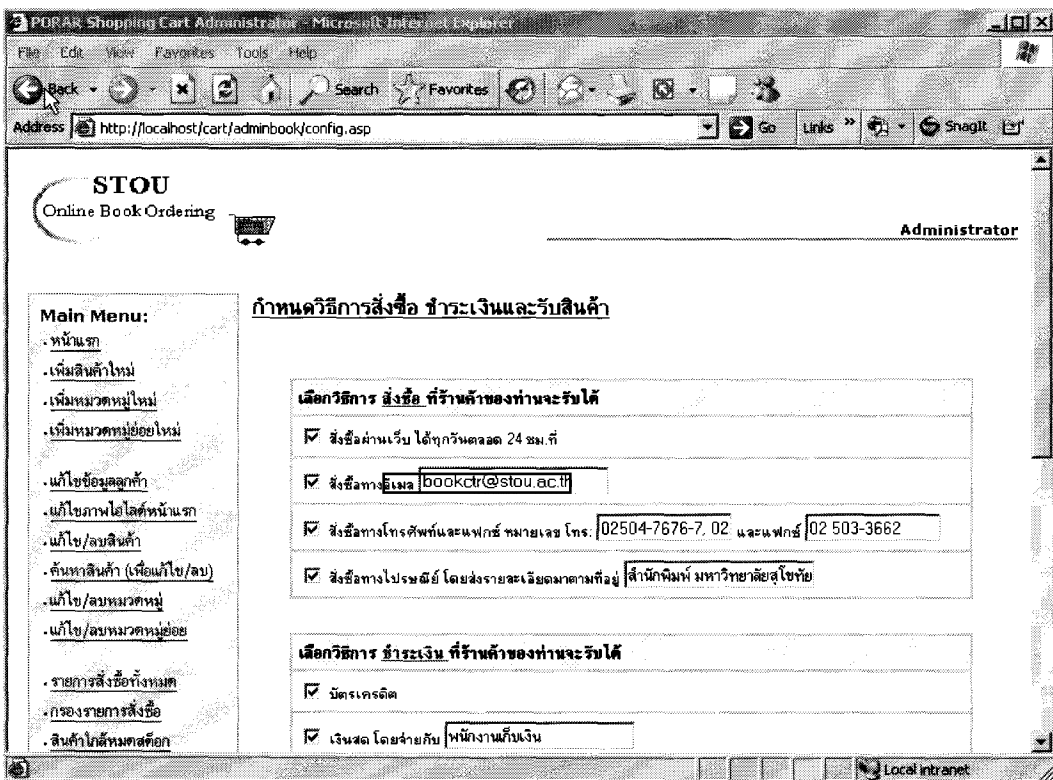 PORAR Shopping Cart Administrator - Microsoft Internet Explorer
File Edit View Favorites Tools Help
Back Search Favorites
Address http://localhost/cart/adminbook/config.asp Go Links » SnagIt
STOU
Online Book Ordering
Administrator
กำหนดวิธีการสั่งซื้อ ชำระเงินและรับสินค้า
Main Menu:
หน้าแรก
เพิ่มสินค้าใหม่
เพิ่มหมวดหมู่ใหม่
เพิ่มหมวดหมู่ย่อยใหม่
แก้ไขข้อมูลลูกค้า
แก้ไขภาพไฮไลต์หน้าแรก
แก้ไข/ลบสินค้า
ค้นหาสินค้า (เพื่อแก้ไข/ลบ)
แก้ไข/ลบหมวดหมู่
แก้ไข/ลบหมวดหมู่ย่อย
รายการสั่งซื้อทั้งหมด
กรองรายการสั่งซื้อ
สินค้าใกล้หมดสต๊อก
เลือกวิธีการ สั่งซื้อ ที่ร้านค้าของท่านจะรับได้
สั่งซื้อผ่านเว็บ ได้ทุกวันตลอด 24 ชม.ที่
สั่งซื้อทางอีเมล bookctr@stou.ac.th
สั่งซื้อทางโทรศัพท์และแฟกซ์ หมายเลข โทร. 02504-7676-7, 02 และแฟกซ์ 02 503-3662
สั่งซื้อทางไปรษณีย์ โดยส่งรายละเอียดมาตามที่อยู่ สำนักพิมพ์ มหาวิทยาลัยสุโขทัย
เลือกวิธีการ ชำระเงิน ที่ร้านค้าของท่านจะรับได้
บัตรเครดิต
เงินสด โดยจ่ายกับ พนักงานเก็บเงิน
Local intranet